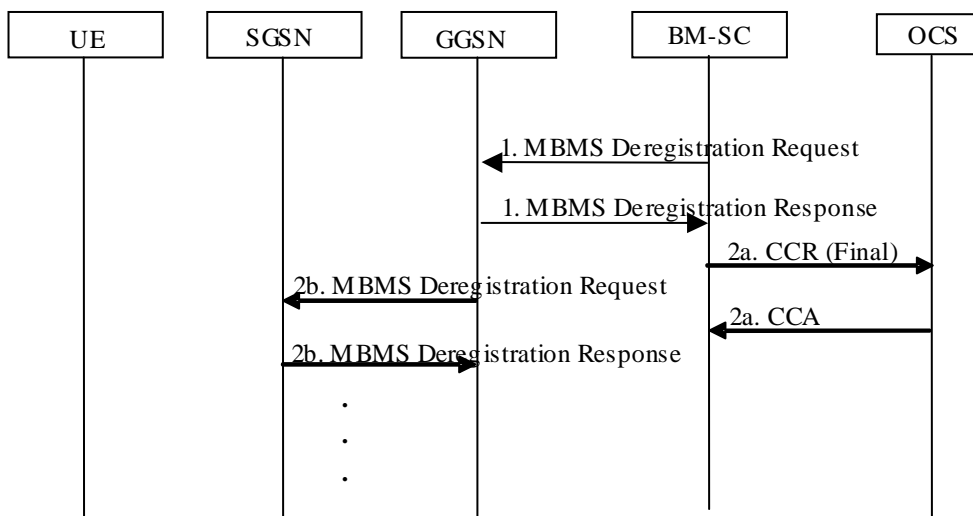 UE
SGSN
GGSN
BM-SC
OCS
1. MBMS Deregistration Request
1. MBMS Deregistration Response
2a. CCR (Final)
2b. MBMS Deregistration Request
2a. CCA
2b. MBMS Deregistration Response
.
.
.